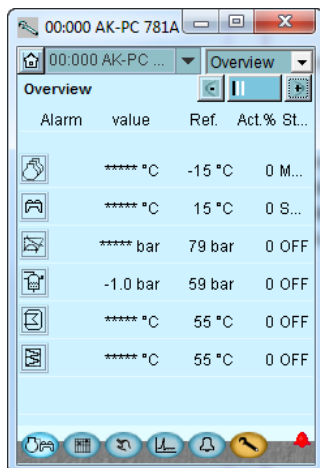 00:000 AK-PC 781A
00:000 AK-PC ... Overview
Overview
Alarm value Ref. Act.% St...
***** °C -15 °C 0 M...
***** °C 15 °C 0 S...
***** bar 79 bar 0 OFF
-1.0 bar 59 bar 0 OFF
***** °C 55 °C 0 OFF
***** °C 55 °C 0 OFF